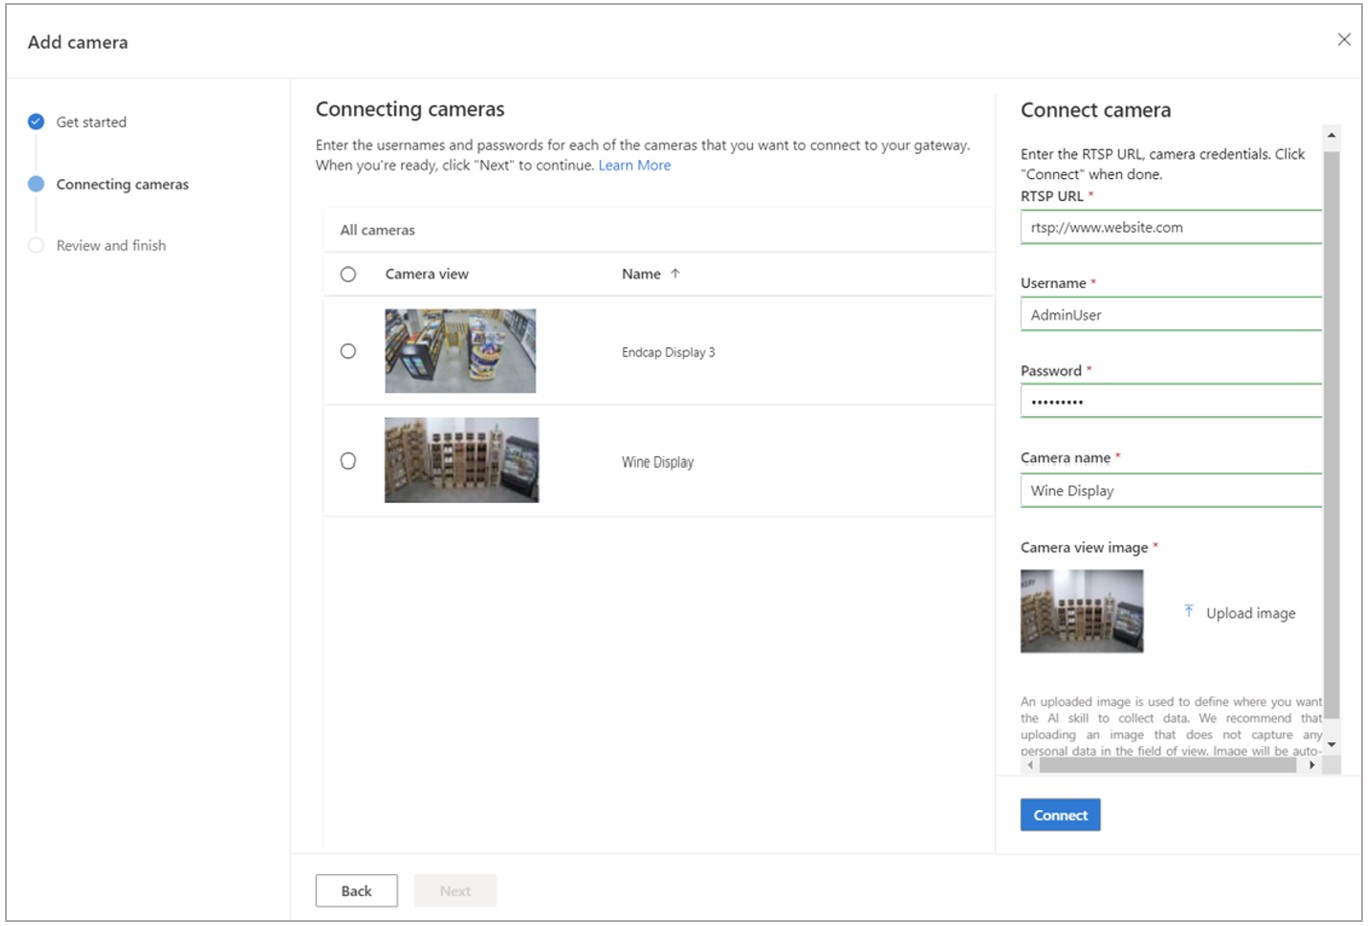 Add camera
Get started
Connecting cameras
Review and finish
Connecting cameras
Enter the usernames and passwords for each of the cameras that you want to connect to your gateway.
When you're ready, click "Next" to continue. Learn More
All cameras
Camera view
Name ↑
Endcap Display 3
Wine Display
Back
Next
Connect camera
Enter the RTSP URL, camera credentials. Click
"Connect" when done.
RTSP URL *
rtsp://www.website.com
Username *
AdminUser
Password *
•••••••••
Camera name *
Wine Display
Camera view image *
Upload image
An uploaded image is used to define where you want
the AI skill to collect data. We recommend that
uploading an image that does not capture any
personal data in the field of view. Image will be auto-
Connect